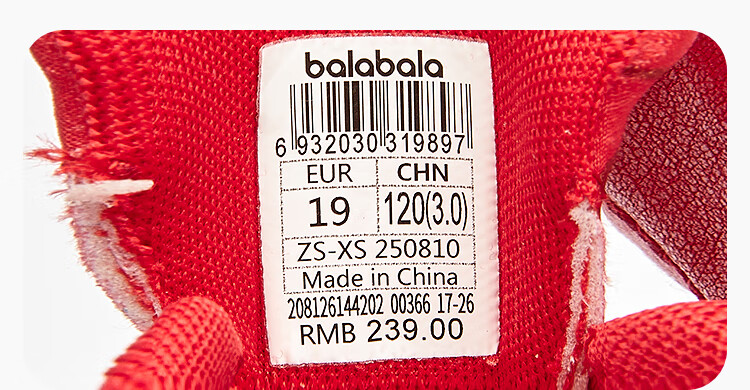 balabala
6 932030 319897
EUR CHN
19 120(3.0)
ZS-XS 250810
Made in China
208126144202 00366 17-26
RMB 239.00